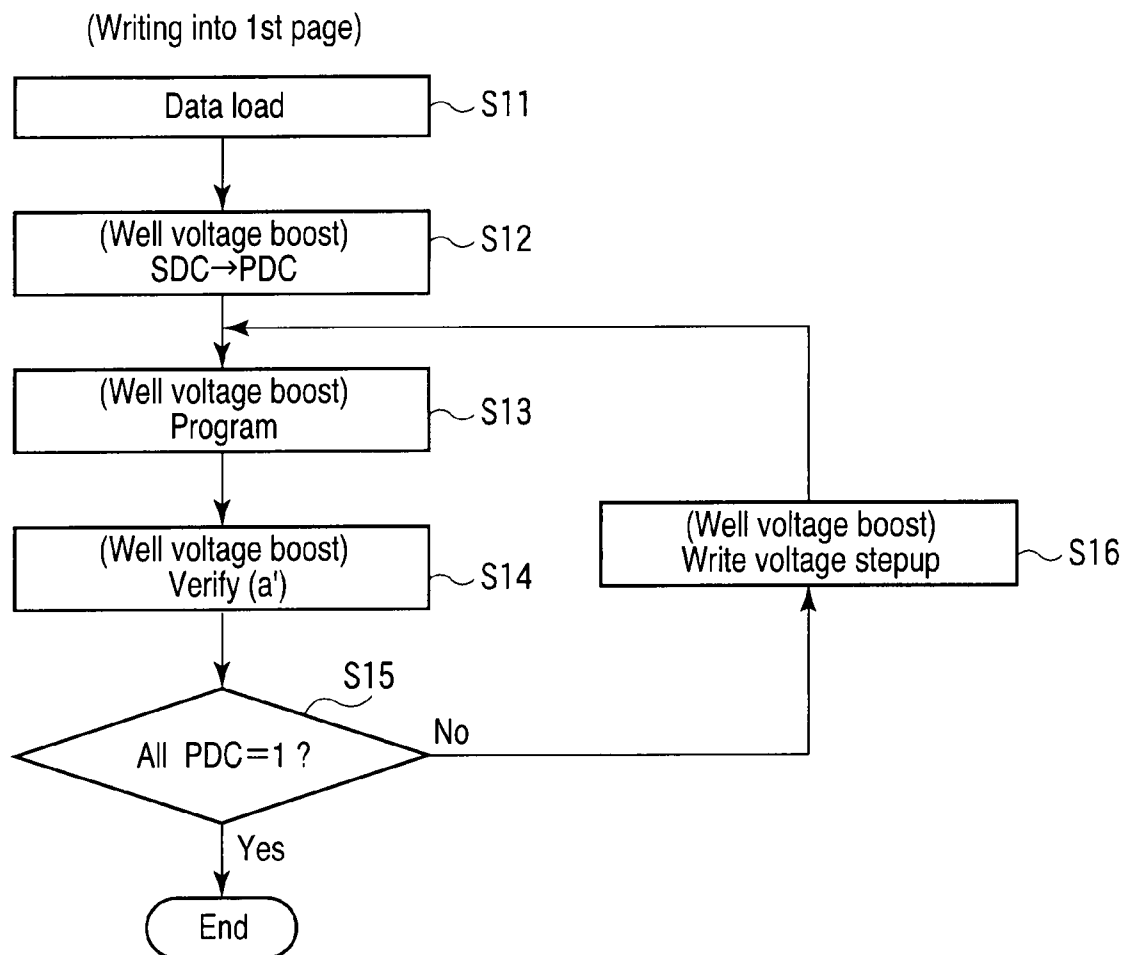 (Writing into 1st page)
Data load
S11
(Well voltage boost)
SDC→PDC
S12
(Well voltage boost)
Program
S13
(Well voltage boost)
Verify (a')
S14
(Well voltage boost)
Write voltage stepup
S16
S15
All PDC=1 ?
No
Yes
End